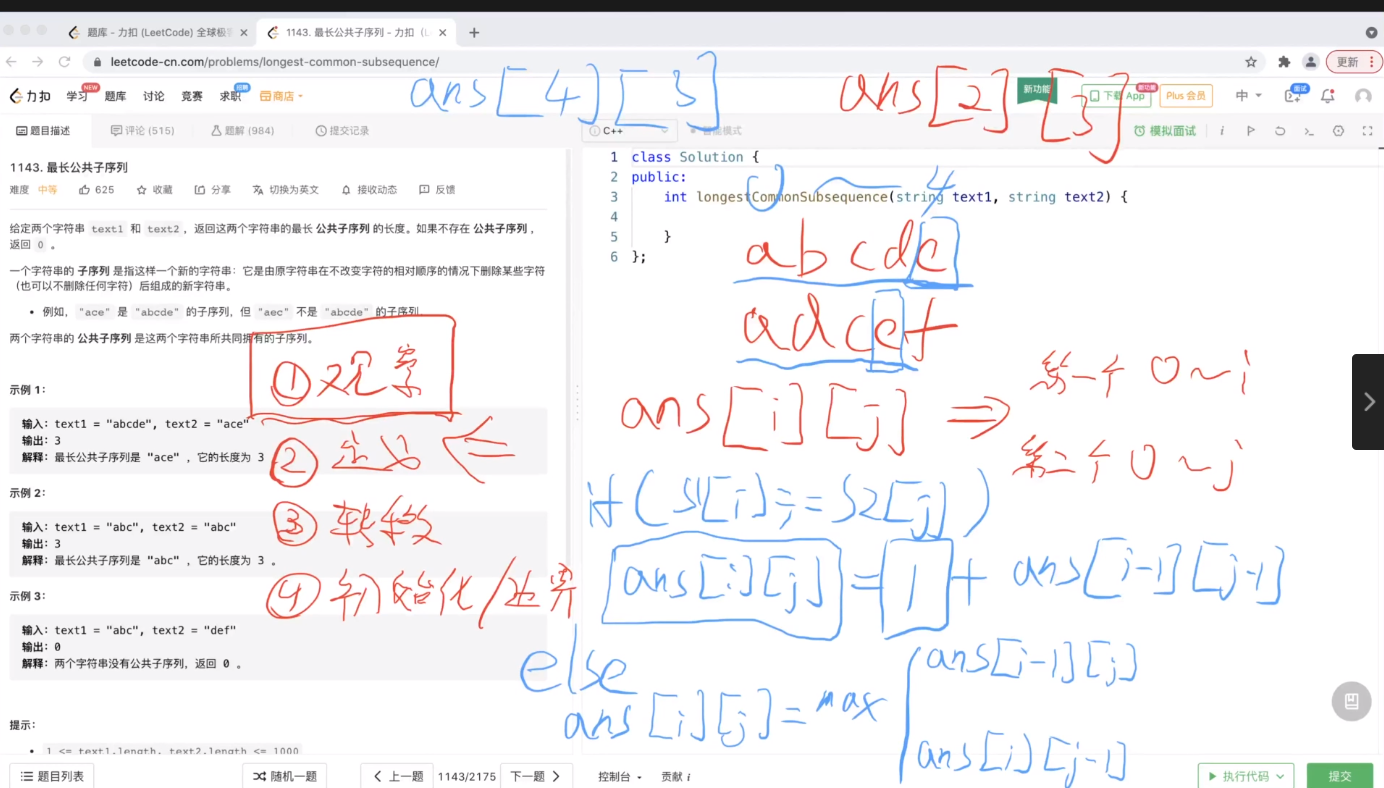 题库 - 力扣 (LeetCode) 全球极客
1143. 最长公共子序列 - 力扣 (L
leetcode-cn.com/problems/longest-common-subsequence/
更新
力扣
学习
NEW
题库
讨论
竞赛
求职
商店
新功能
下载 App
Plus 会员
中
面试
ans[4][3]
ans[2][3]
题目描述
评论 (515)
题解 (984)
提交记录
C++
智能模式
模拟面试
1143. 最长公共子序列
难度 中等 625 收藏 分享 切换为英文 接收动态 反馈
给定两个字符串 text1 和 text2，返回这两个字符串的最长 公共子序列 的长度。如果不存在 公共子序列，
返回 0 。
一个字符串的 子序列 是指这样一个新的字符串：它是由原字符串在不改变字符的相对顺序的情况下删除某些字符
（也可以不删除任何字符）后组成的新字符串。
• 例如，"ace" 是 "abcde" 的子序列，但 "aec" 不是 "abcde" 的子序列
两个字符串的 公共子序列 是这两个字符串所共同拥有的子序列。
示例 1：
输入：text1 = "abcde", text2 = "ace"
输出：3
解释：最长公共子序列是 "ace" ，它的长度为 3
示例 2：
输入：text1 = "abc", text2 = "abc"
输出：3
解释：最长公共子序列是 "abc" ，它的长度为 3 。
示例 3：
输入：text1 = "abc", text2 = "def"
输出：0
解释：两个字符串没有公共子序列，返回 0 。
提示：
• 1 <= text1.length, text2.length <= 1000
① 观察
② 定义
③ 转移
④ 初始化/边界
1 class Solution {
2 public:
3 int longestCommonSubsequence(string text1, string text2) {
4
5 }
6 };
0 ~ 4
abcde
adcef
ans[i][j] ⇒
第一个 0~i
第二个 0~j
if (S1[i] == S2[j])
ans[i][j] = 1 + ans[i-1][j-1]
else
ans[i][j] = max
ans[i-1][j]
ans[i][j-1]
题目列表
随机一题
上一题
1143/2175
下一题
控制台
贡献 i
执行代码
提交